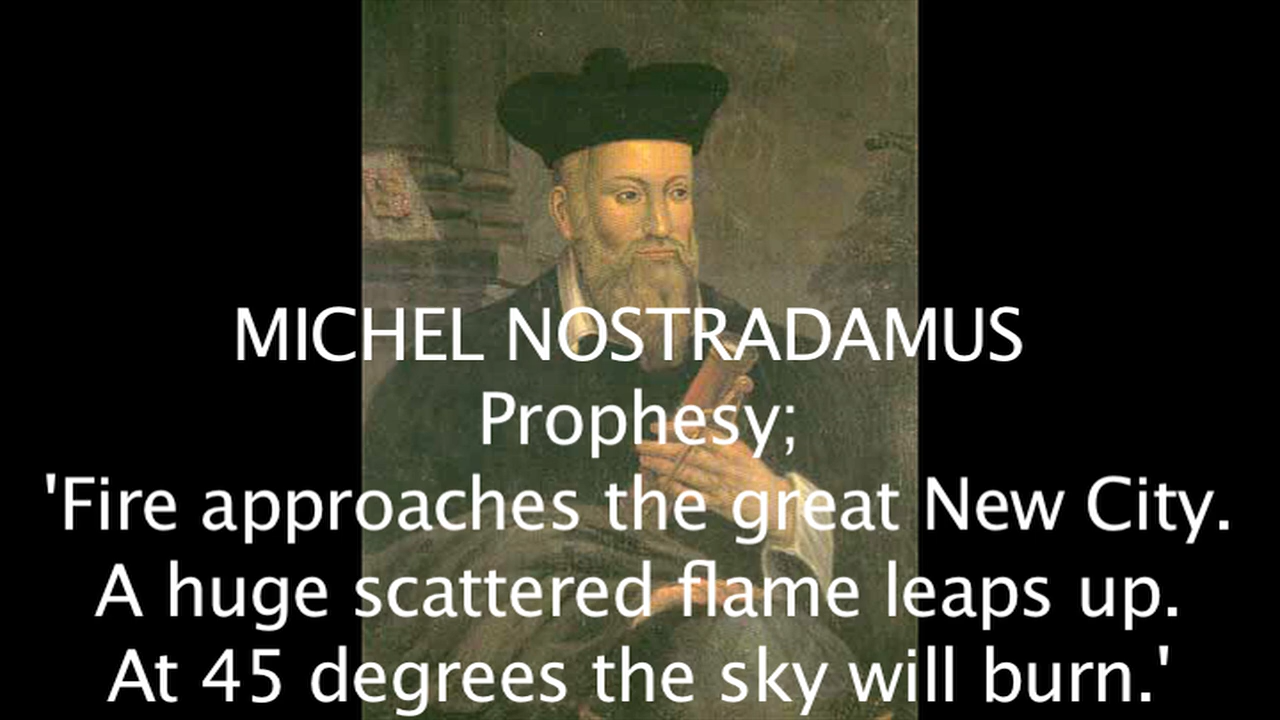 MICHEL NOSTRADAMUS
Prophesy;
'Fire approaches the great New City.
A huge scattered flame leaps up.
At 45 degrees the sky will burn.'